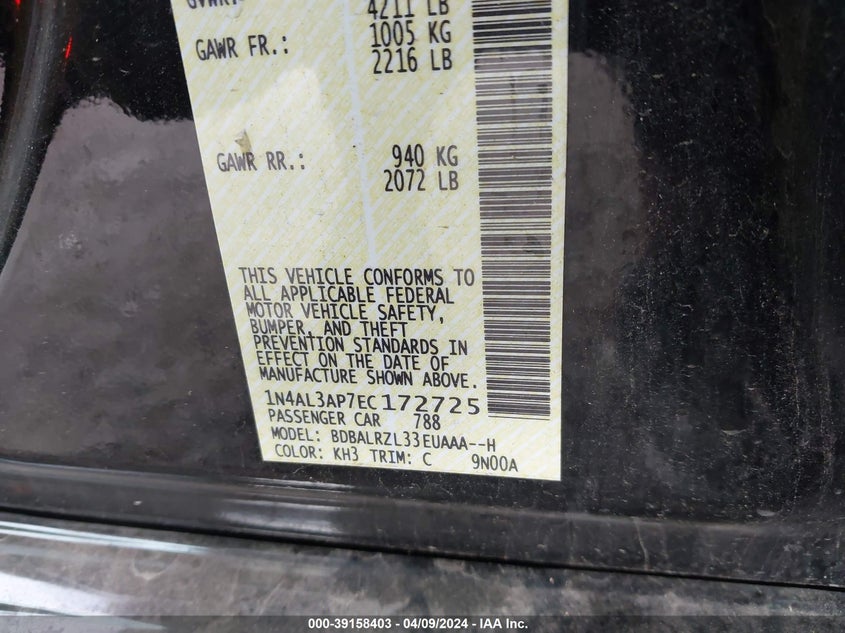 GVWR:
4211 LB
GAWR FR.: 1005 KG
2216 LB
GAWR RR.: 940 KG
2072 LB
THIS VEHICLE CONFORMS TO
ALL APPLICABLE FEDERAL
MOTOR VEHICLE SAFETY,
BUMPER, AND THEFT
PREVENTION STANDARDS IN
EFFECT ON THE DATE OF
MANUFACTURE SHOWN ABOVE.
1N4AL3AP7EC172725
PASSENGER CAR 788
MODEL: BDBALRZL33EUAAA--H
COLOR: KH3 TRIM: C 9N00A
000-39158403 - 04/09/2024 - IAA Inc.